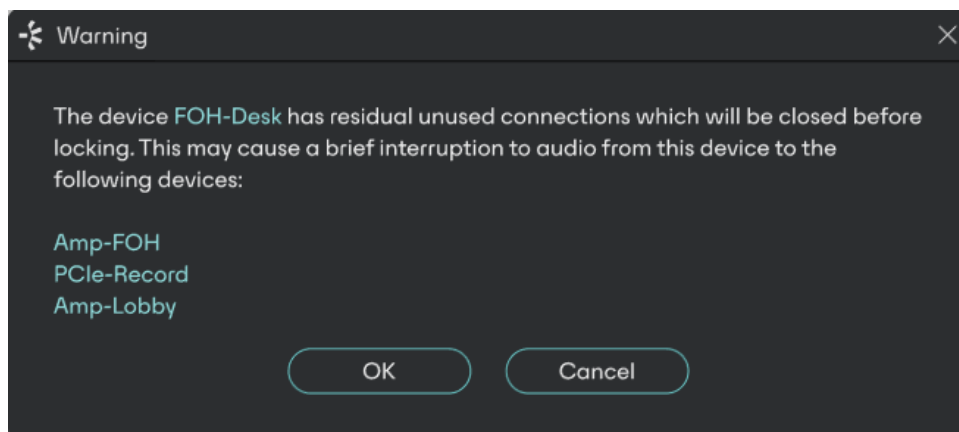 Warning
The device FOH-Desk has residual unused connections which will be closed before
locking. This may cause a brief interruption to audio from this device to the
following devices:
Amp-FOH
PCIe-Record
Amp-Lobby
OK
Cancel